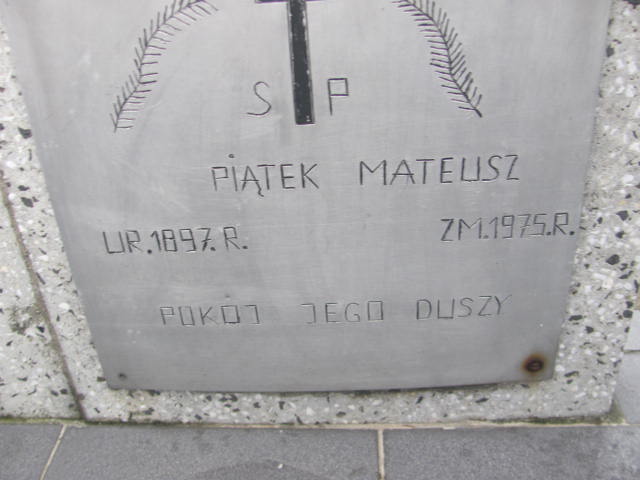 S P
PIĄTEK MATEUSZ
UR.1897.R. ZM.1975.R.
POKÓJ JEGO DUSZY